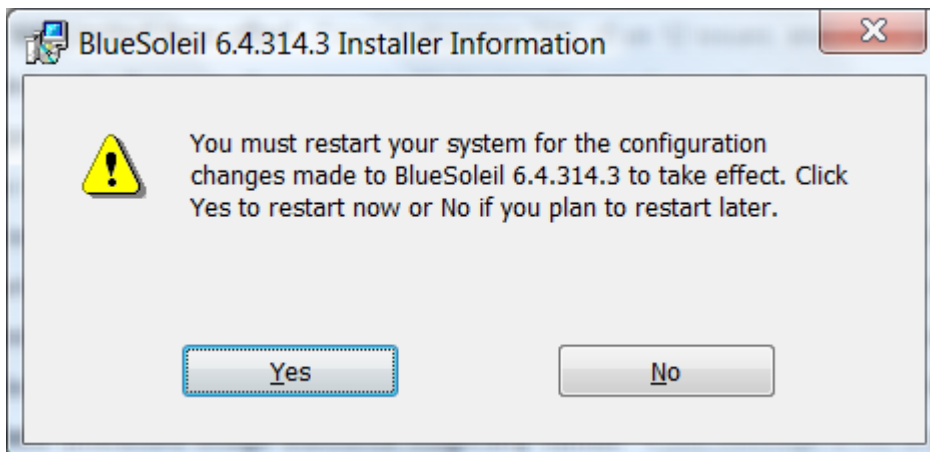 BlueSoleil 6.4.314.3 Installer Information
You must restart your system for the configuration
changes made to BlueSoleil 6.4.314.3 to take effect. Click
Yes to restart now or No if you plan to restart later.
Yes
No